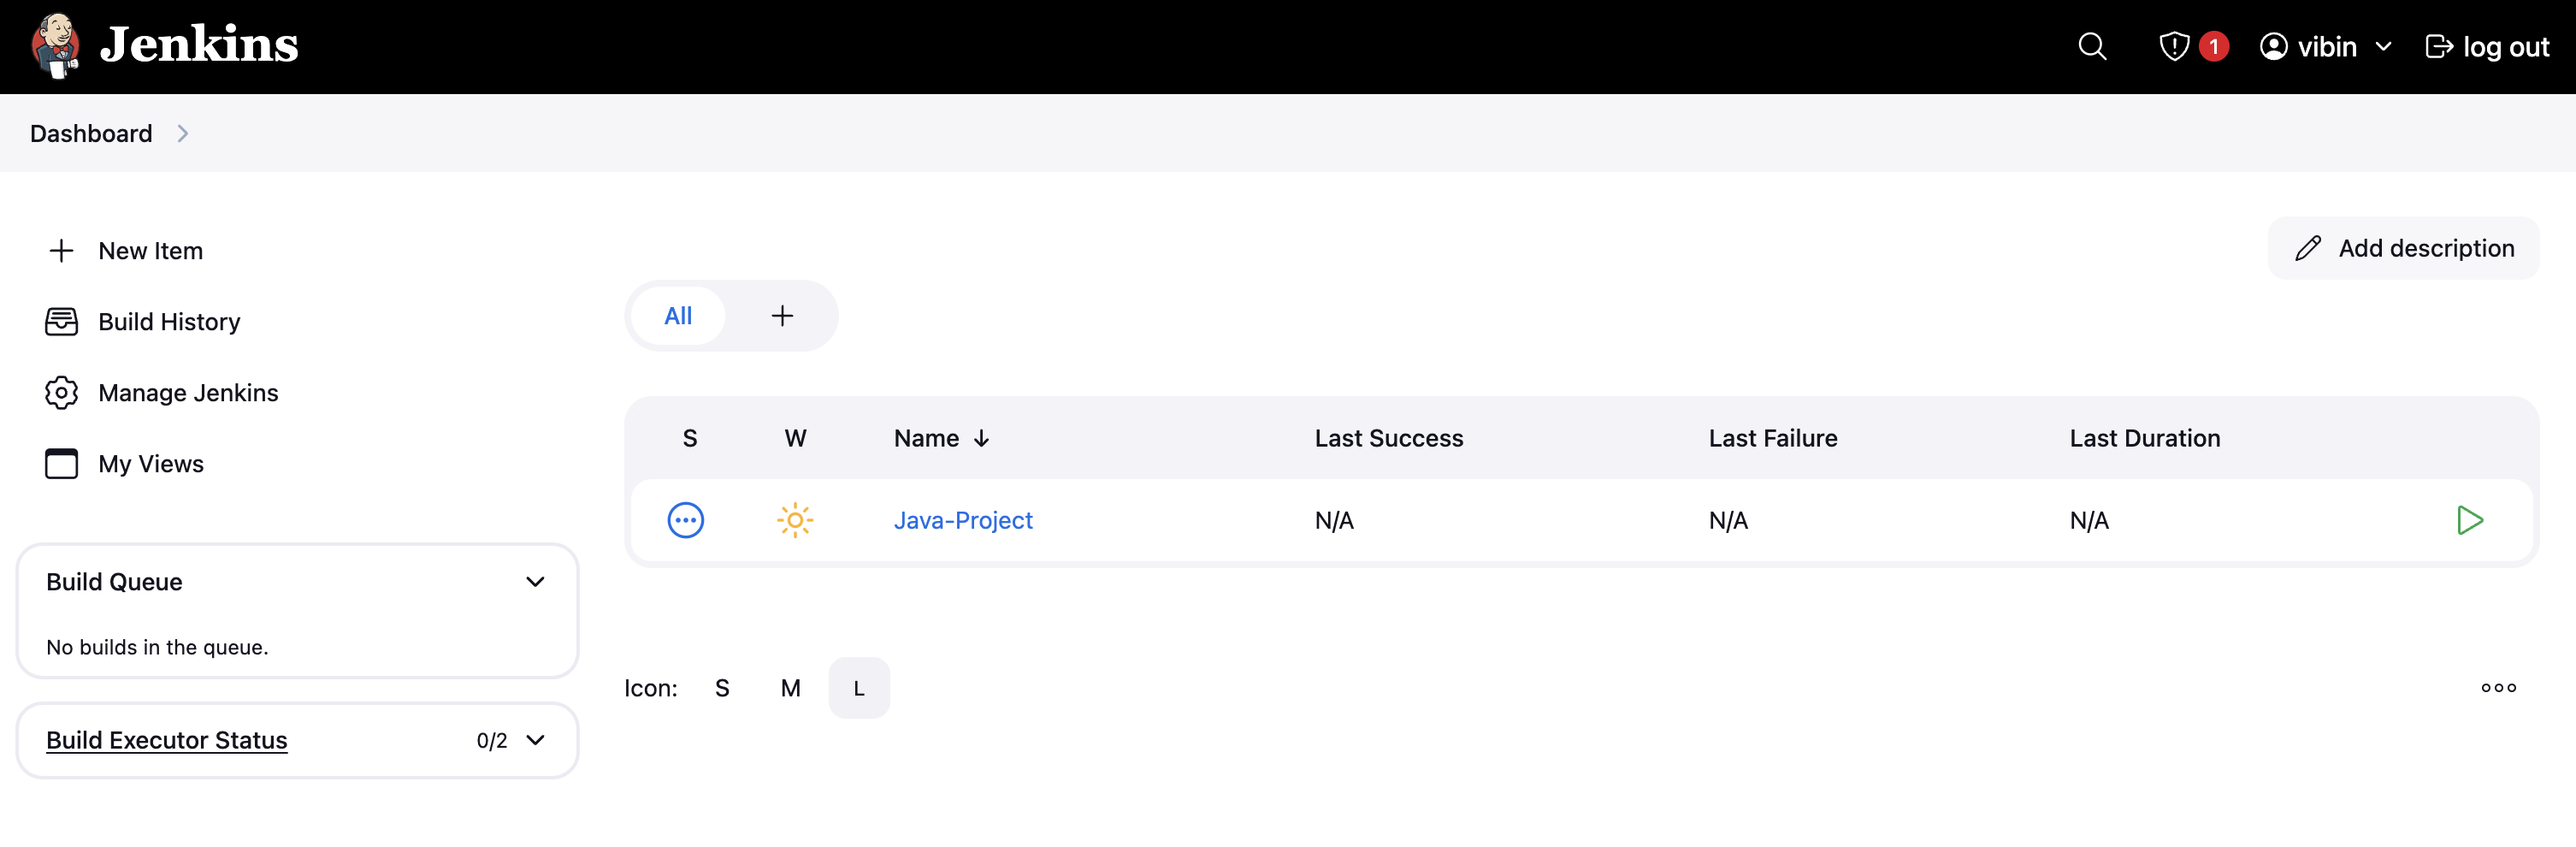 Jenkins
1
vibin
log out
Dashboard
New Item
Build History
Manage Jenkins
My Views
Build Queue
No builds in the queue.
Build Executor Status 0/2
Add description
All +
S W Name ↓ Last Success Last Failure Last Duration
Java-Project N/A N/A N/A
Icon: S M L